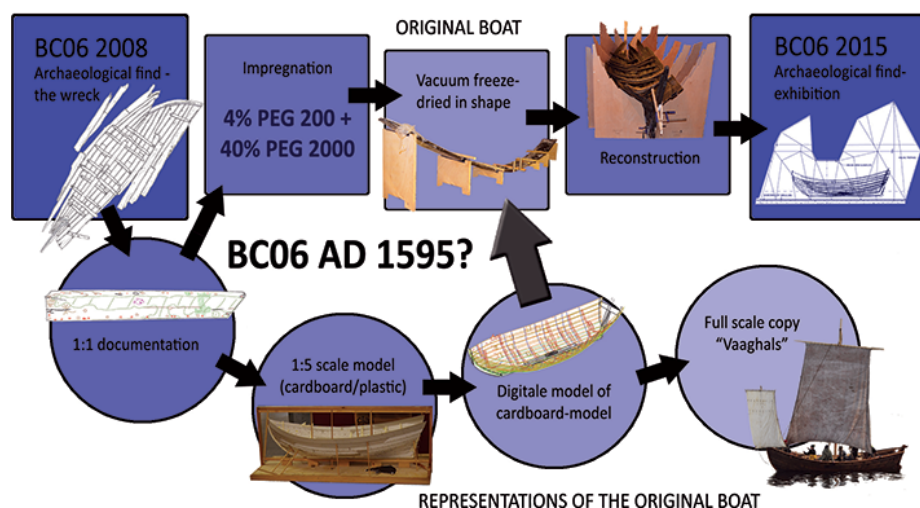 ORIGINAL BOAT
BC06 2008
Archaeological find -
the wreck
Impregnation
4% PEG 200 +
40% PEG 2000
Vacuum freeze-
dried in shape
Reconstruction
BC06 2015
Archaeological find-
exhibition
BC06 AD 1595?
1:1 documentation
1:5 scale model
(cardboard/plastic)
Digitale model of
cardboard-model
Full scale copy
"Vaaghals"
REPRESENTATIONS OF THE ORIGINAL BOAT